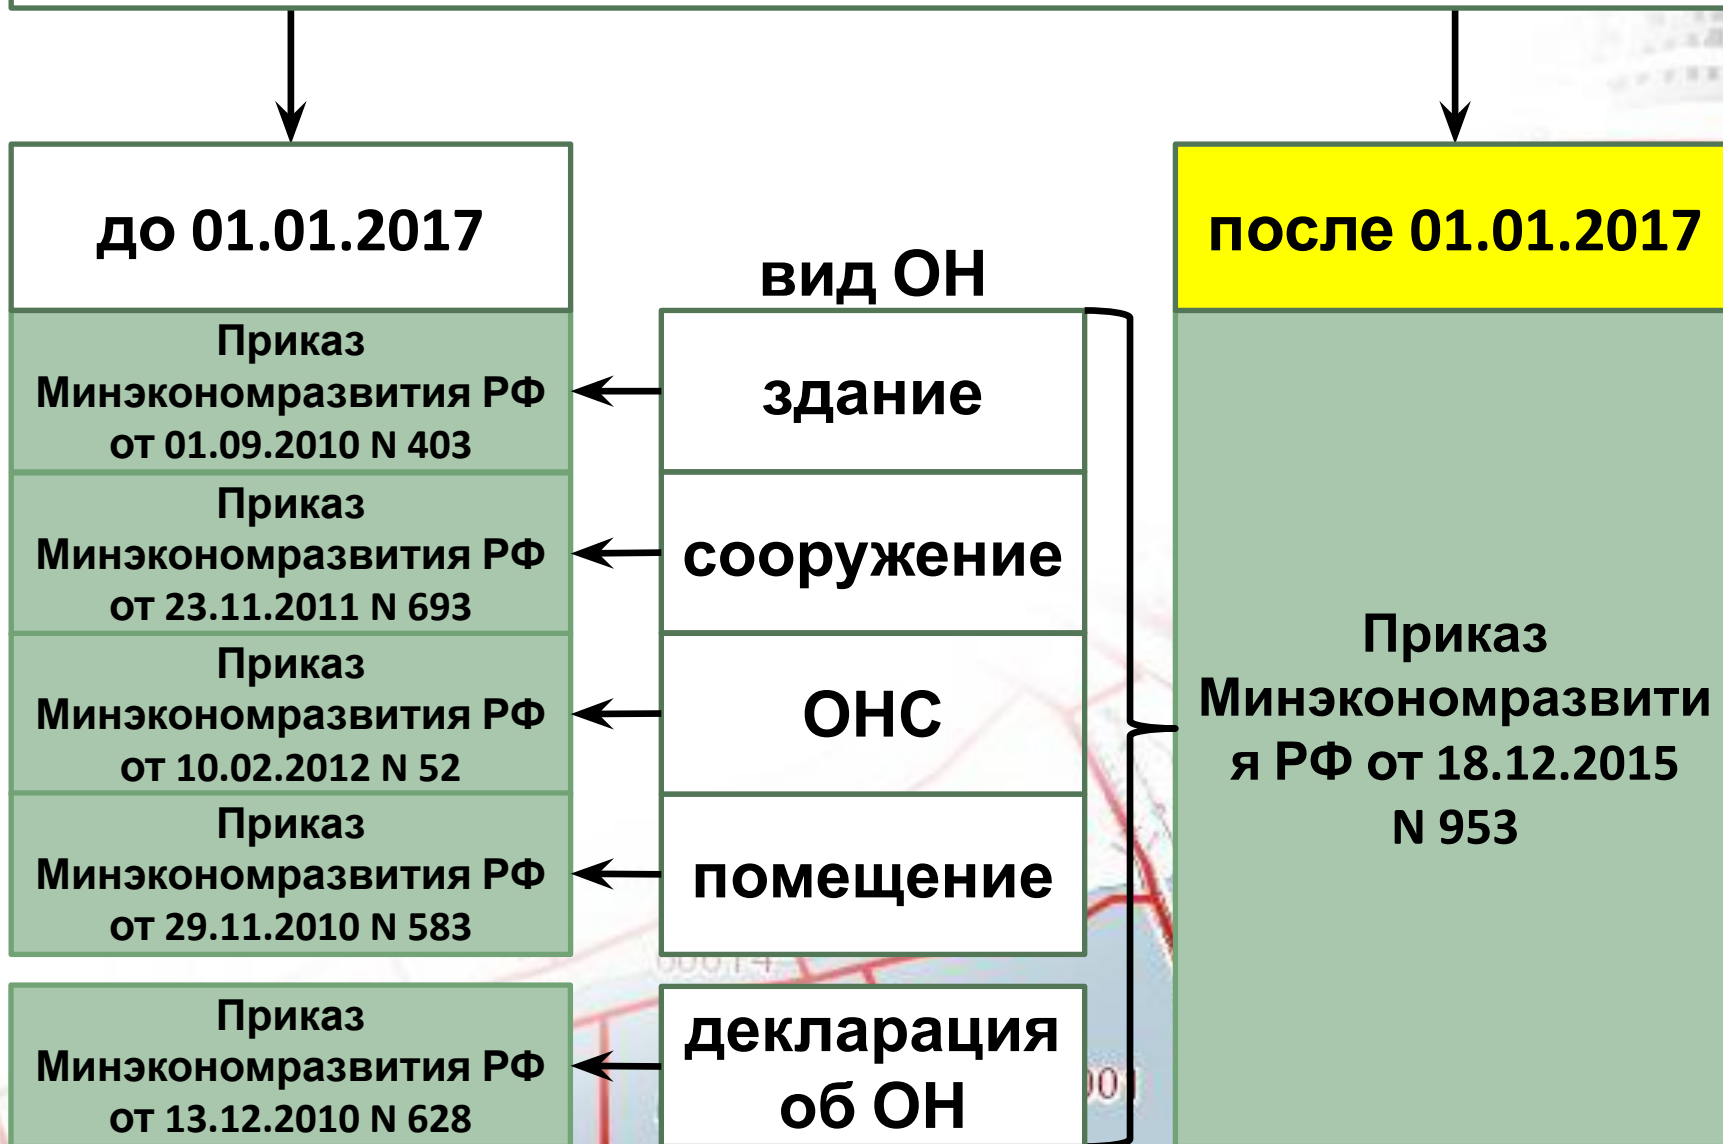 до 01.01.2017
Приказ
Минэкономразвития РФ
от 01.09.2010 N 403
Приказ
Минэкономразвития РФ
от 23.11.2011 N 693
Приказ
Минэкономразвития РФ
от 10.02.2012 N 52
Приказ
Минэкономразвития РФ
от 29.11.2010 N 583
Приказ
Минэкономразвития РФ
от 13.12.2010 N 628
вид ОН
здание
сооружение
ОНС
помещение
декларация
об ОН
после 01.01.2017
Приказ
Минэкономразвити
я РФ от 18.12.2015
N 953